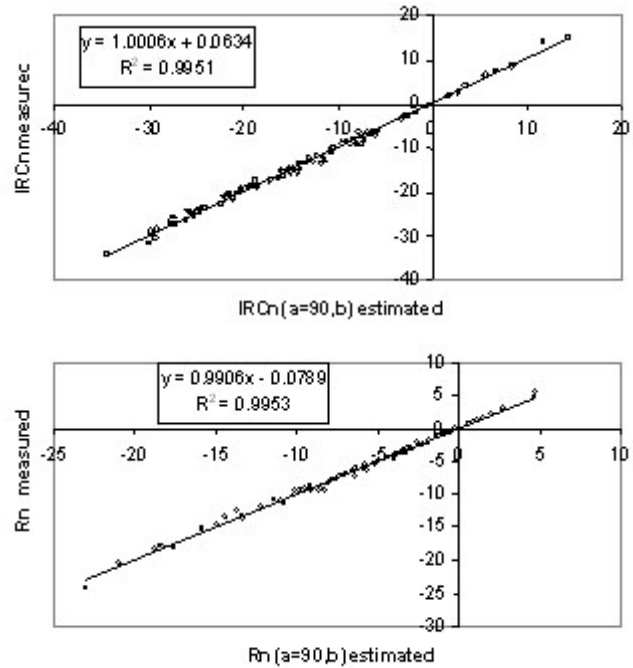 20
y = 1.0006x + 0.0634
R² = 0.9951
10
0
-40 -30 -20 -10 0 10 20
-10
-20
-30
-40
IRCn measurec
IRCn(a=90,b) estimated
10
y = 0.9906x - 0.0789
R² = 0.9953
5
0
-25 -20 -15 -10 -5 0 5 10
-5
-10
-15
-20
-25
-30
Rn measured
Rn(a=90,b) estimated